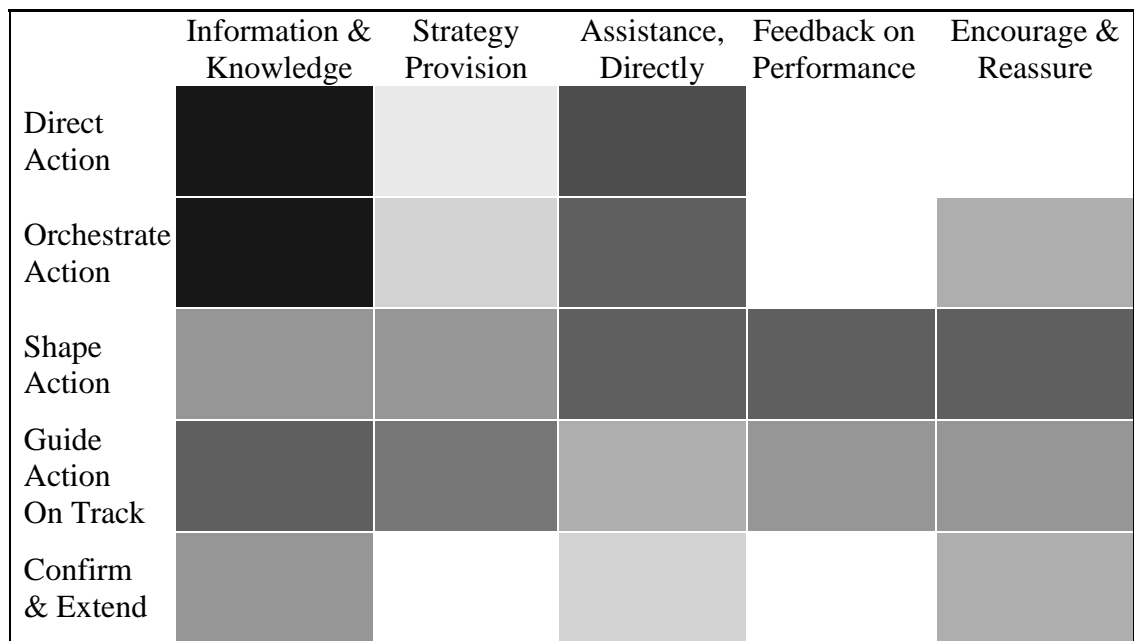 Information & Strategy Assistance, Feedback on Encourage &
Knowledge Provision Directly Performance Reassure
Direct
Action
Orchestrate
Action
Shape
Action
Guide
Action
On Track
Confirm
& Extend